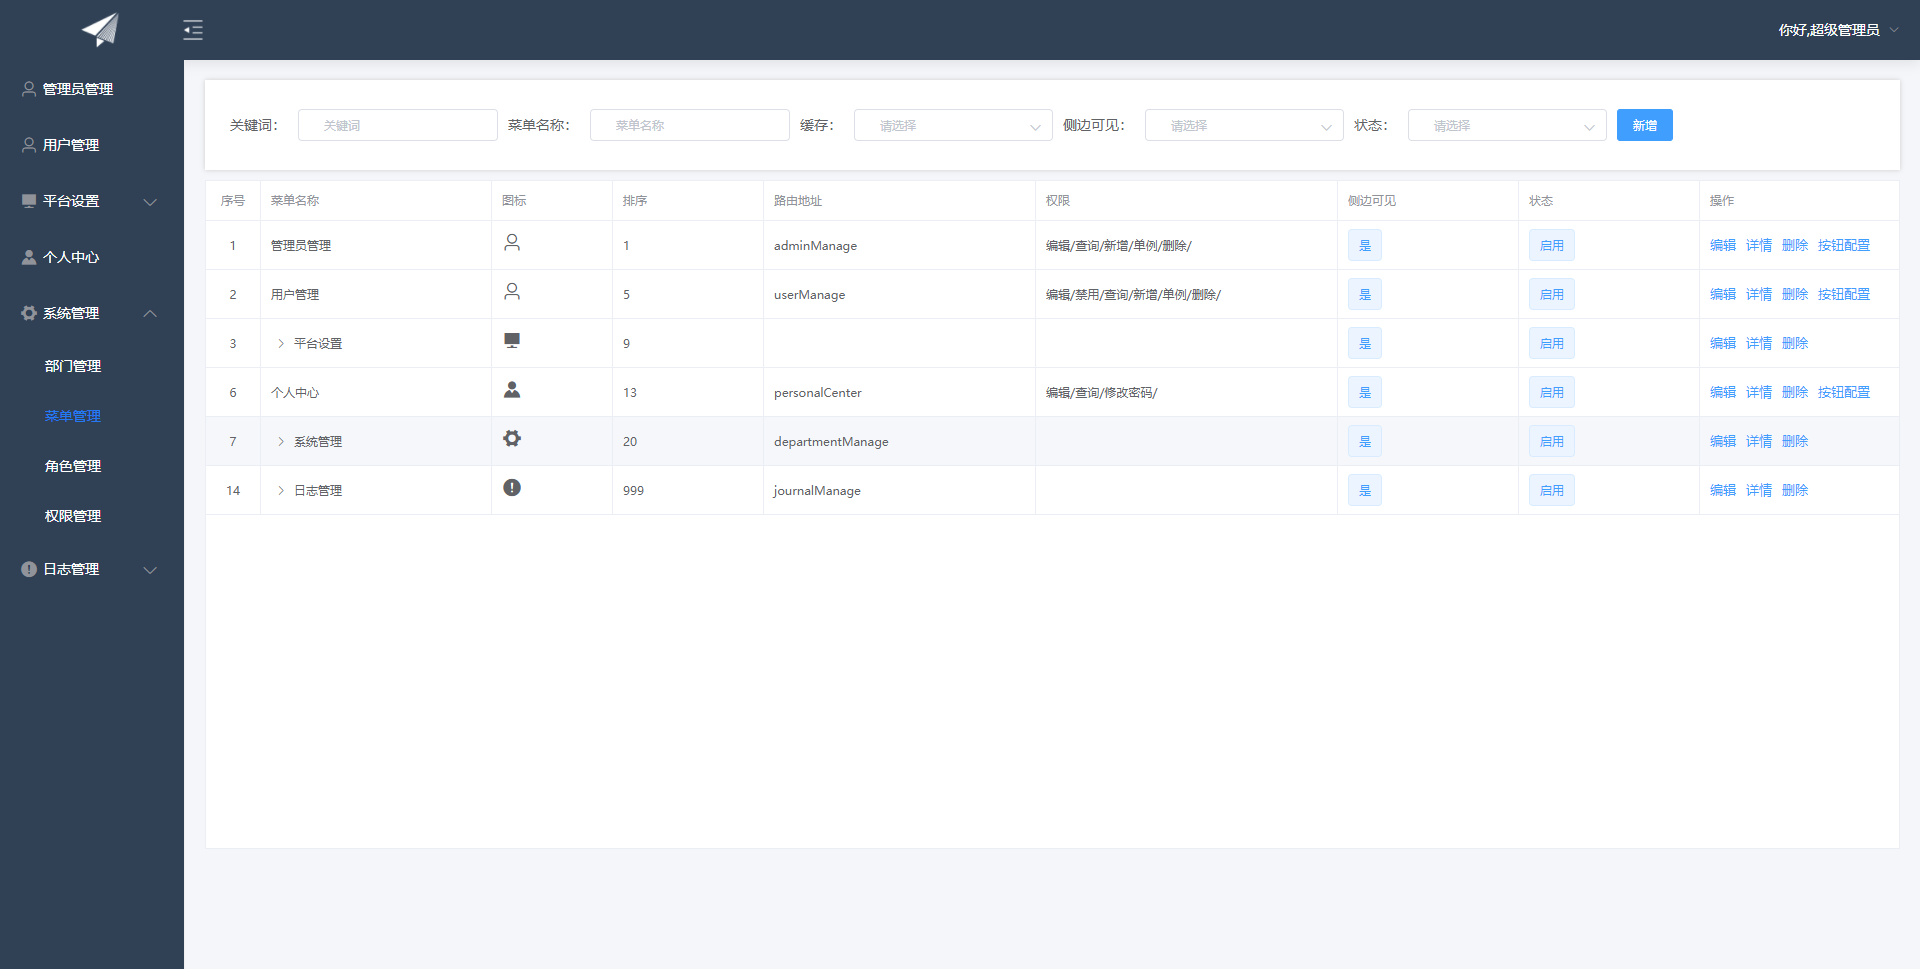 你好,超级管理员
管理员管理
用户管理
平台设置
个人中心
系统管理
部门管理
菜单管理
角色管理
权限管理
日志管理
关键词: 关键词 菜单名称: 菜单名称 缓存: 请选择 侧边可见: 请选择 状态: 请选择 新增
序号 菜单名称 图标 排序 路由地址 权限 侧边可见 状态 操作
1 管理员管理 1 adminManage 编辑/查询/新增/单例/删除/ 是 启用 编辑 详情 删除 按钮配置
2 用户管理 5 userManage 编辑/禁用/查询/新增/单例/删除/ 是 启用 编辑 详情 删除 按钮配置
3 平台设置 9 是 启用 编辑 详情 删除
6 个人中心 13 personalCenter 编辑/查询/修改密码/ 是 启用 编辑 详情 删除 按钮配置
7 系统管理 20 departmentManage 是 启用 编辑 详情 删除
14 日志管理 999 journalManage 是 启用 编辑 详情 删除